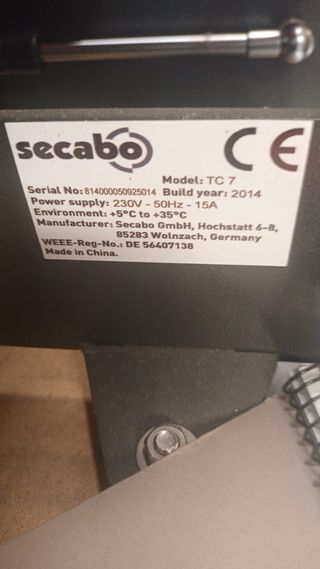 secabo CE
Model: TC 7
Serial No: 814000050925014 Build year: 2014
Power supply: 230V - 50Hz - 15A
Environment: +5°C to +35°C
Manufacturer: Secabo GmbH, Hochstatt 6-8,
85283 Wolnzach, Germany
WEEE-Reg-No: DE 56407138
Made in China.